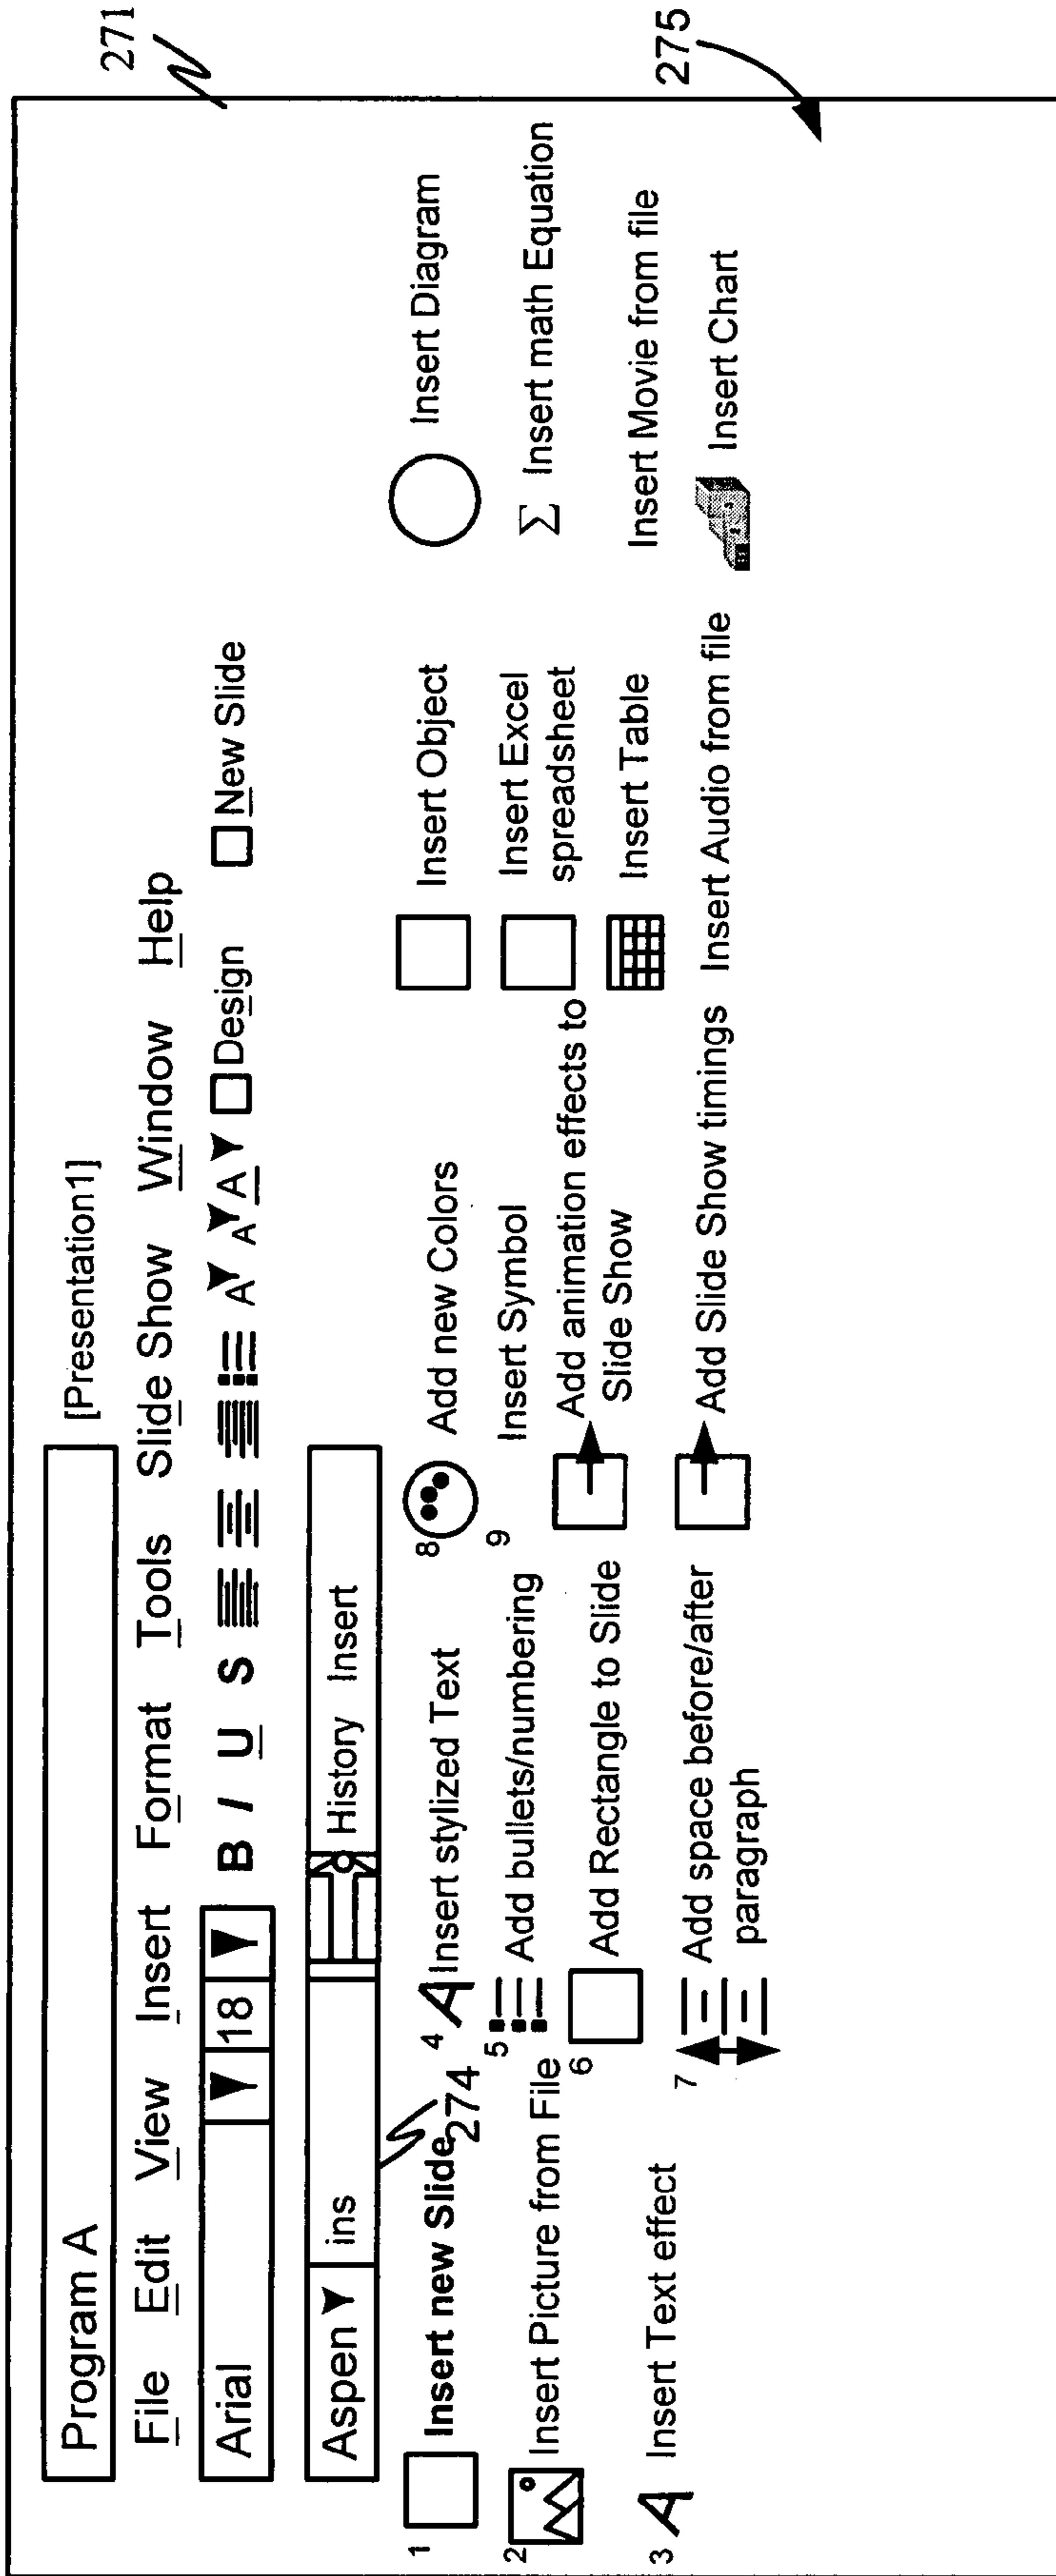 271
Program A [Presentation1]
File Edit View Insert Format Tools Slide Show Window Help
Arial 18 B I U S A A A Design New Slide
Aspen ins History Insert
274
1 Insert new Slide
2 Insert Picture from File
3 A Insert Text effect
4 A Insert stylized Text
5 Add bullets/numbering
6 Add Rectangle to Slide
7 Add space before/after
paragraph
8 Add new Colors
9 Insert Symbol
Add animation effects to
Slide Show
Add Slide Show timings
Insert Object
Insert Excel
spreadsheet
Insert Table
Insert Audio from file
Insert Diagram
Σ Insert math Equation
Insert Movie from file
Insert Chart
275